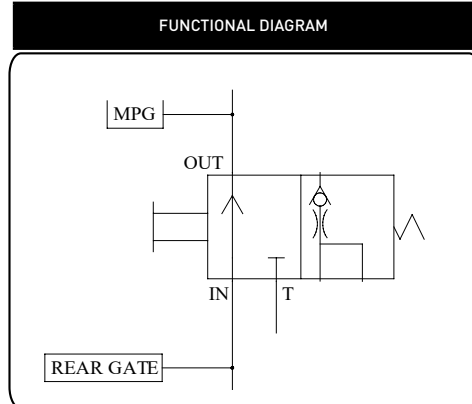 FUNCTIONAL DIAGRAM
MPG
OUT
IN T
REAR GATE